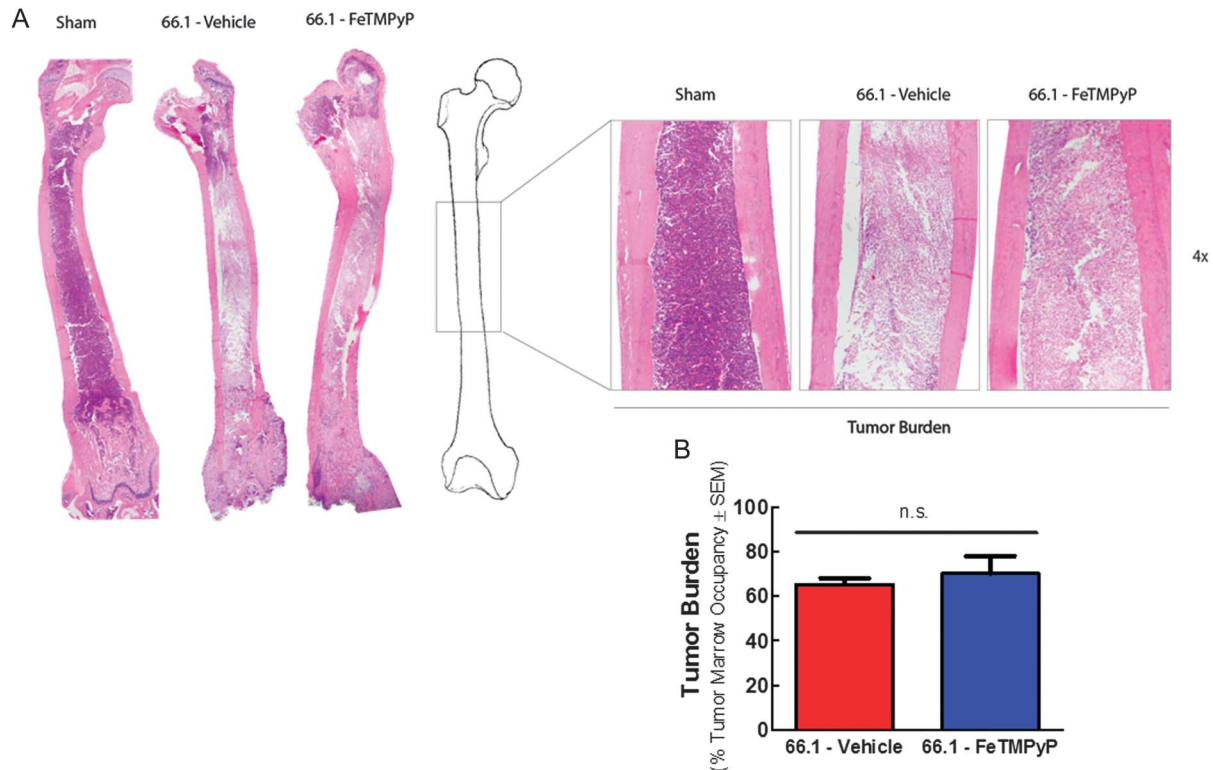 A
Sham 66.1 - Vehicle 66.1 - FeTMPyP
Sham 66.1 - Vehicle 66.1 - FeTMPyP
4x
Tumor Burden
B
Tumor Burden
(% Tumor Marrow Occupancy ± SEM)
100
80
60
40
20
0
n.s.
66.1 - Vehicle 66.1 - FeTMPyP